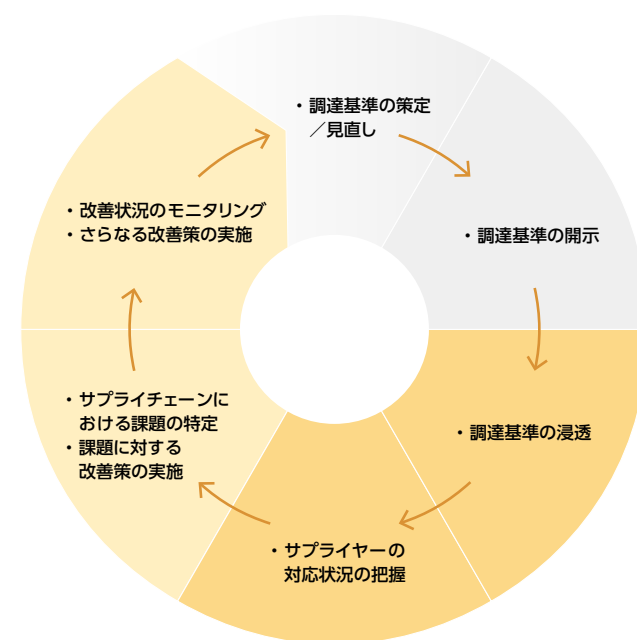 ・調達基準の策定
／見直し
・調達基準の開示
・調達基準の浸透
・サプライヤーの
対応状況の把握
・サプライチェーンに
おける課題の特定
・課題に対する
改善策の実施
・改善状況のモニタリング
・さらなる改善策の実施